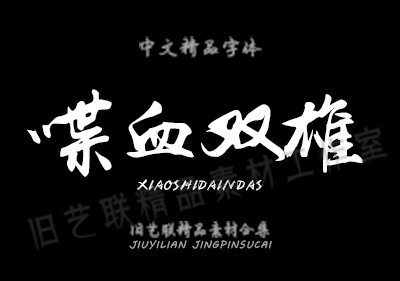 中文精品字体
喋血双雄
XIAOSHIDAINDAS
旧艺联精品素材工作室
旧艺联精品素材合集
JIUYILIAN JINGPINSUCAI